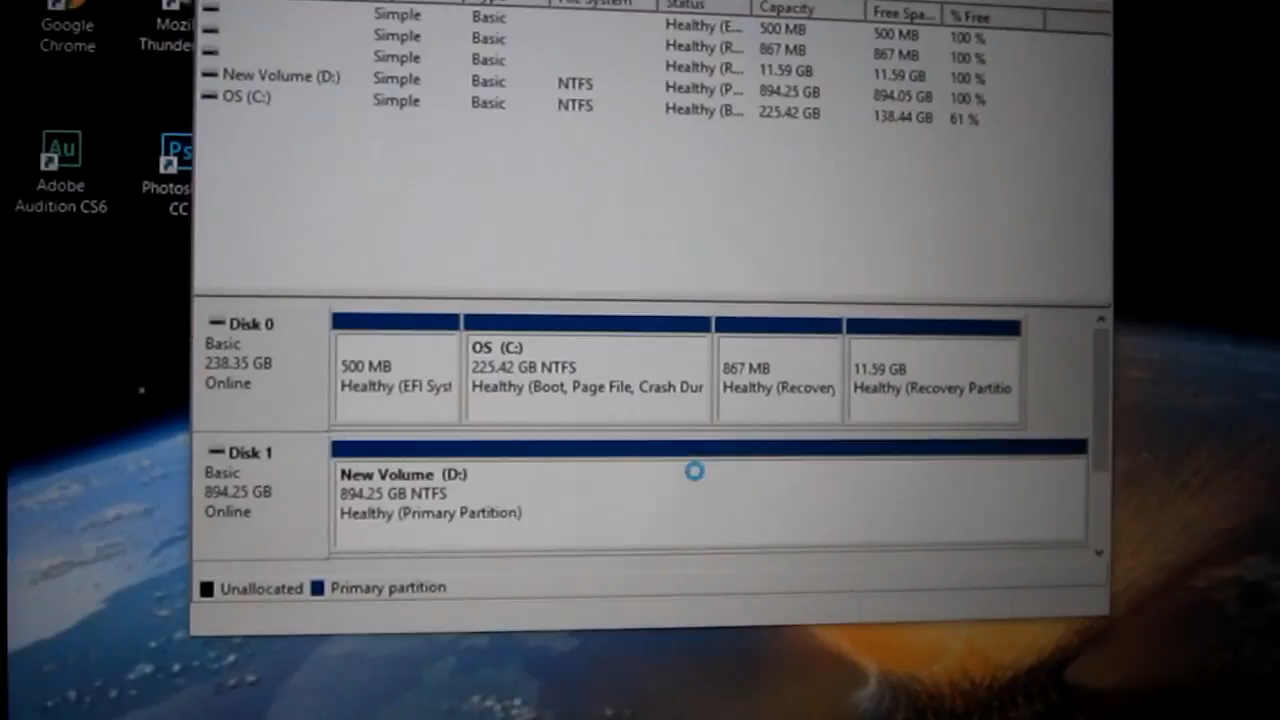 Google
Chrome
Mozi
Thunde
Adobe
Audition CS6
Photos
CC
Au
Ps
Status
Capacity
Free Spa...
% Free
Simple Basic Healthy (E... 500 MB 500 MB 100 %
Simple Basic Healthy (R... 867 MB 867 MB 100 %
Simple Basic Healthy (R... 11.59 GB 11.59 GB 100 %
New Volume (D:) Simple Basic NTFS Healthy (P... 894.25 GB 894.05 GB 100 %
OS (C:) Simple Basic NTFS Healthy (B... 225.42 GB 138.44 GB 61 %
Disk 0
Basic
238.35 GB
Online
500 MB
Healthy (EFI Syst
OS (C:)
225.42 GB NTFS
Healthy (Boot, Page File, Crash Dur
867 MB
Healthy (Recovery
11.59 GB
Healthy (Recovery Partitio
Disk 1
Basic
894.25 GB
Online
New Volume (D:)
894.25 GB NTFS
Healthy (Primary Partition)
Unallocated
Primary partition